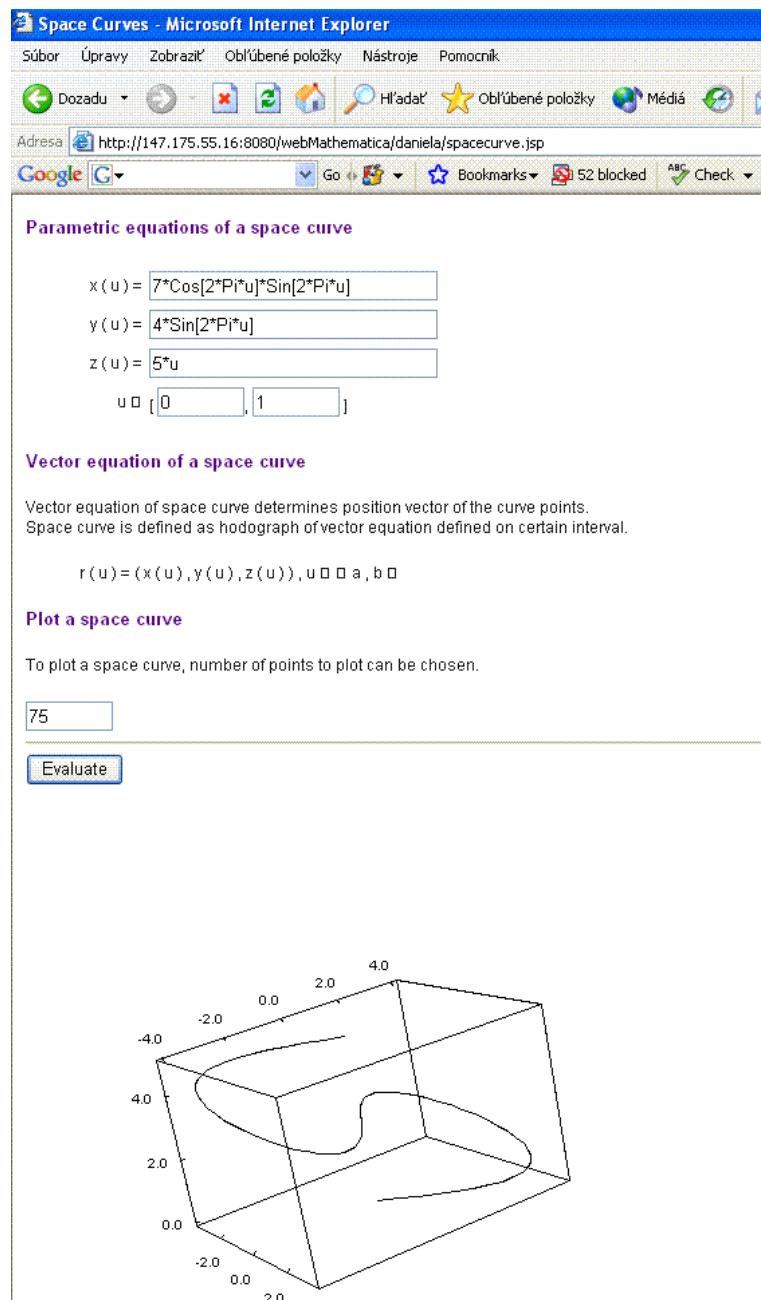 Space Curves - Microsoft Internet Explorer
Súbor Úpravy Zobraziť Obľúbené položky Nástroje Pomocník
Dozadu Hľadať Obľúbené položky Médiá
Adresa http://147.175.55.16:8080/webMathematica/daniela/spacecurve.jsp
Google G Go Bookmarks 52 blocked ABC Check
Parametric equations of a space curve
x ( u ) = 7*Cos[2*Pi*u]*Sin[2*Pi*u]
y ( u ) = 4*Sin[2*Pi*u]
z ( u ) = 5*u
u □ [ 0 , 1 ]
Vector equation of a space curve
Vector equation of space curve determines position vector of the curve points.
Space curve is defined as hodograph of vector equation defined on certain interval.
r ( u ) = ( x ( u ) , y ( u ) , z ( u ) ) , u □ □ a , b □
Plot a space curve
To plot a space curve, number of points to plot can be chosen.
75
Evaluate
4.0
2.0
0.0
-2.0
-4.0
4.0
2.0
0.0
-2.0
0.0
2.0